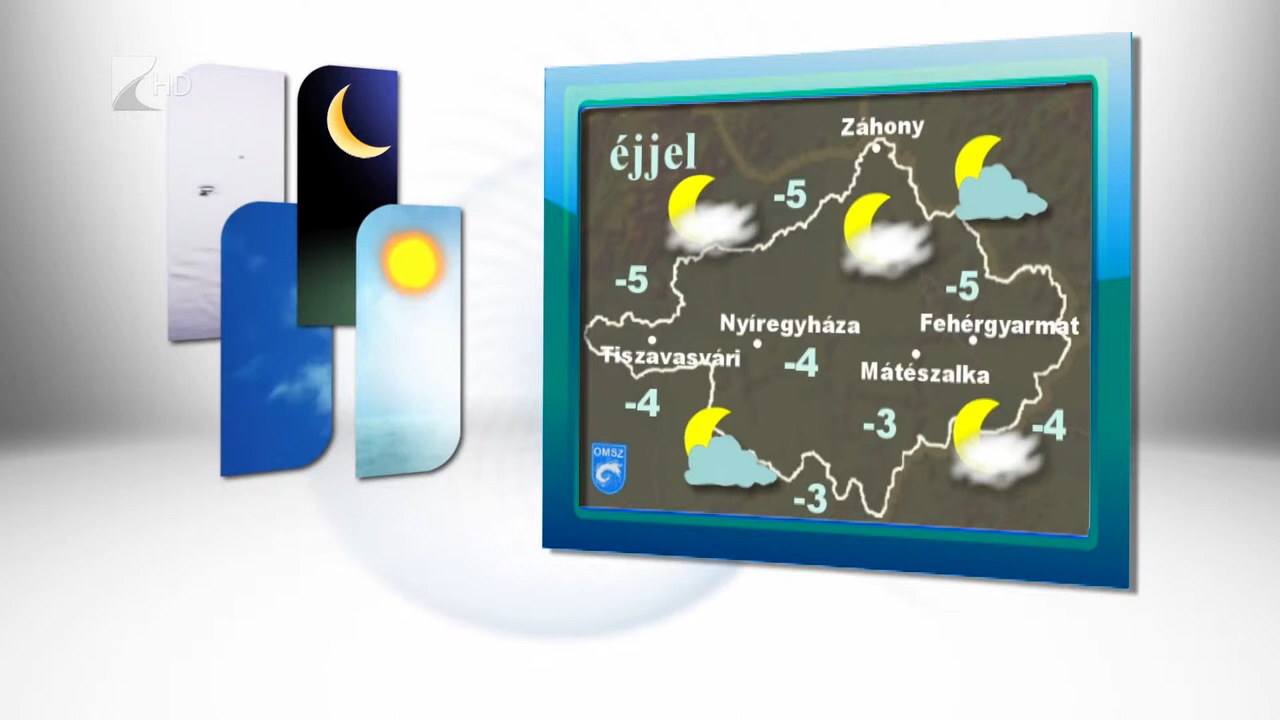 HD
éjjel
Záhony
-5
-5
-5
Nyíregyháza
Fehérgyarmat
Tiszavasvári
-4
Mátészalka
-4
-3
-4
OMSZ
-3